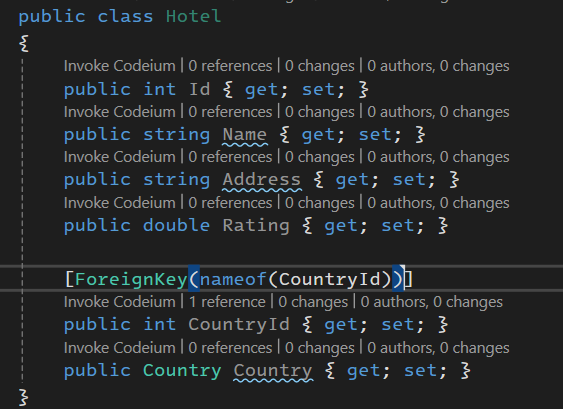 public class Hotel
{
Invoke Codeium | 0 references | 0 changes | 0 authors, 0 changes
public int Id { get; set; }
Invoke Codeium | 0 references | 0 changes | 0 authors, 0 changes
public string Name { get; set; }
Invoke Codeium | 0 references | 0 changes | 0 authors, 0 changes
public string Address { get; set; }
Invoke Codeium | 0 references | 0 changes | 0 authors, 0 changes
public double Rating { get; set; }
[ForeignKey(nameof(CountryId))]
Invoke Codeium | 1 reference | 0 changes | 0 authors, 0 changes
public int CountryId { get; set; }
Invoke Codeium | 0 references | 0 changes | 0 authors, 0 changes
public Country Country { get; set; }
}